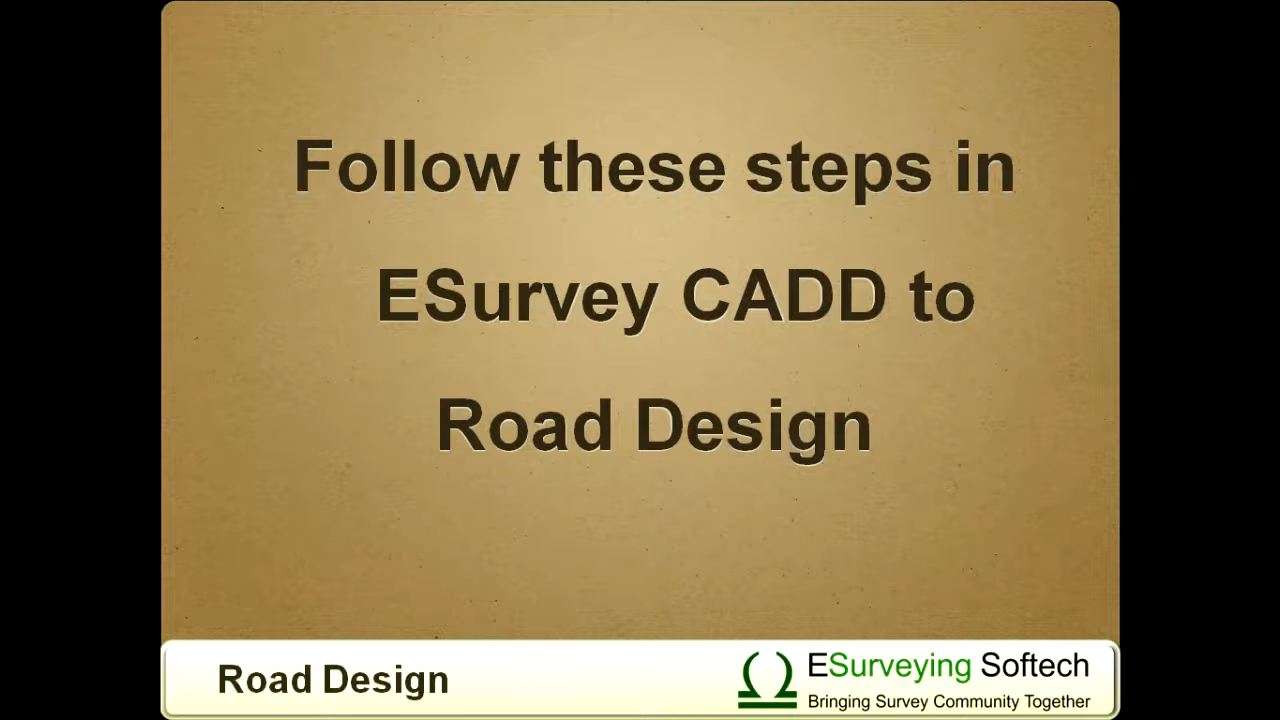 Follow these steps in
ESurvey CADD to
Road Design
Road Design
ESurveying Softech
Bringing Survey Community Together